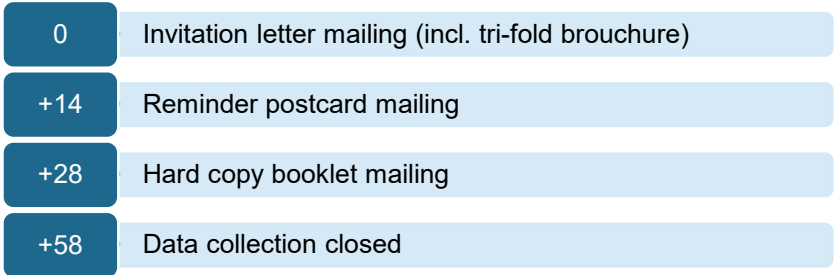 0 Invitation letter mailing (incl. tri-fold brouchure)
+14 Reminder postcard mailing
+28 Hard copy booklet mailing
+58 Data collection closed